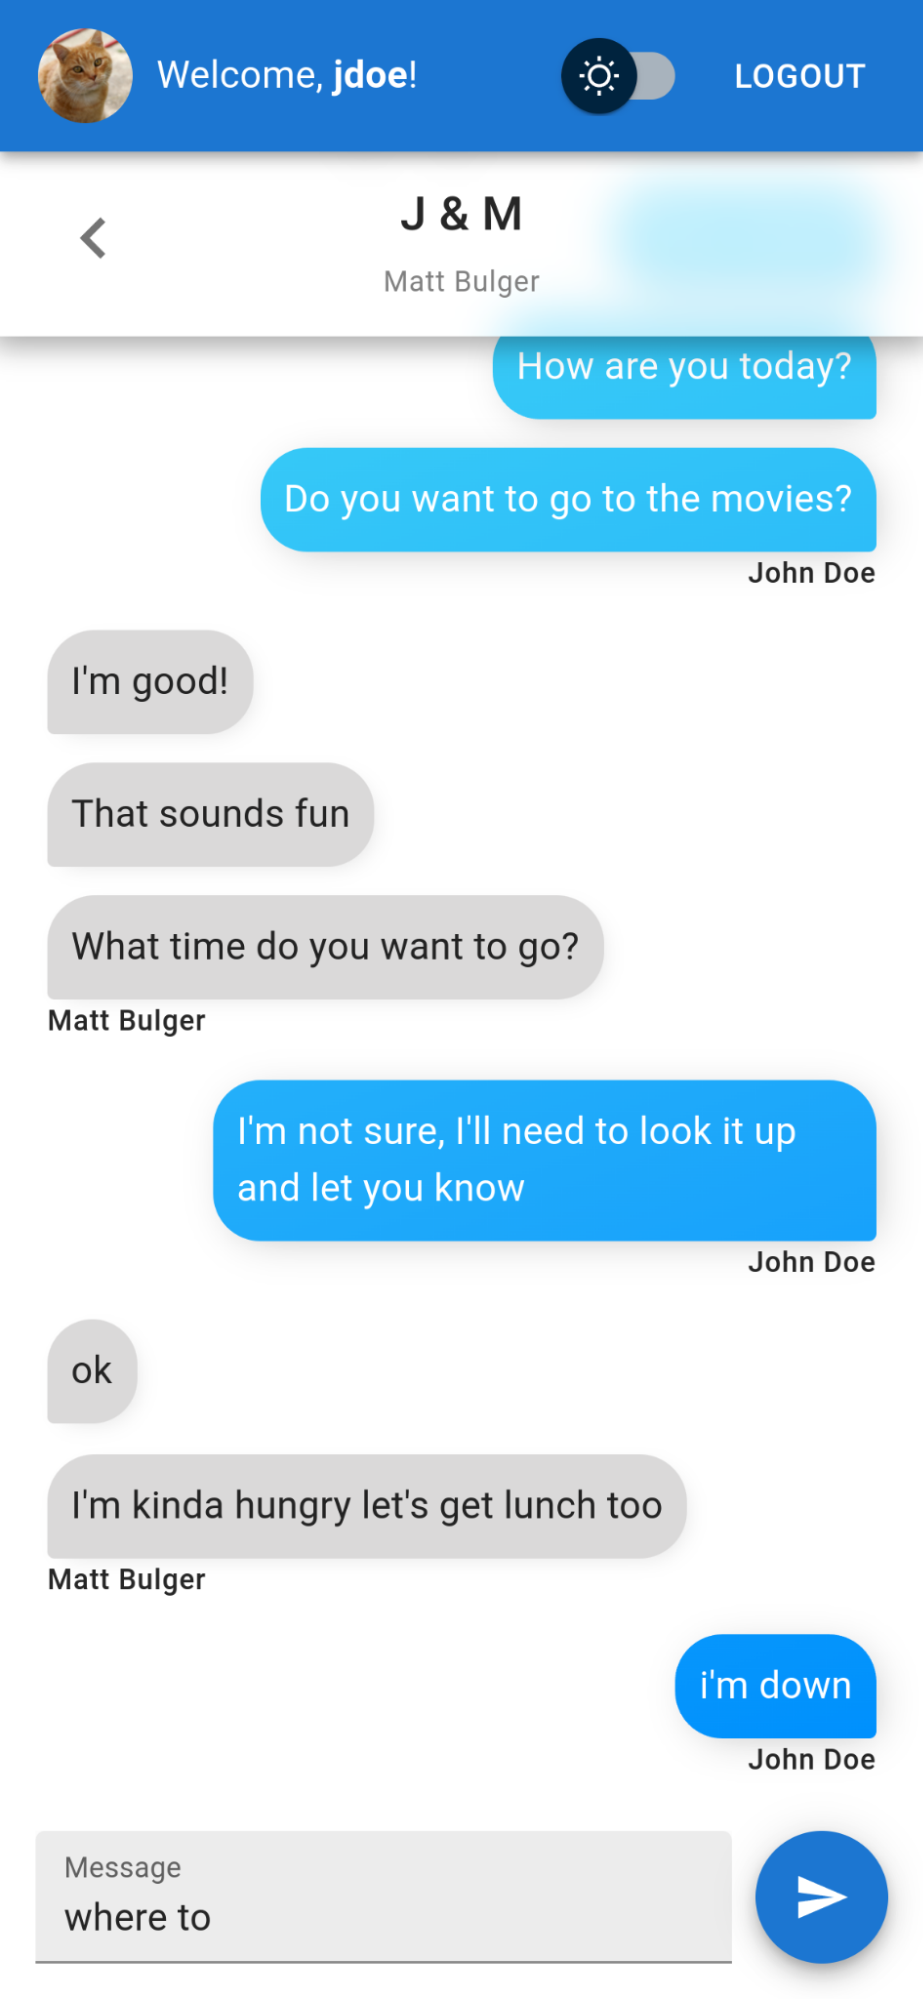 Welcome, jdoe!
LOGOUT
J & M
Matt Bulger
How are you today?
Do you want to go to the movies?
John Doe
I'm good!
That sounds fun
What time do you want to go?
Matt Bulger
I'm not sure, I'll need to look it up
and let you know
John Doe
ok
I'm kinda hungry let's get lunch too
Matt Bulger
i'm down
John Doe
Message
where to